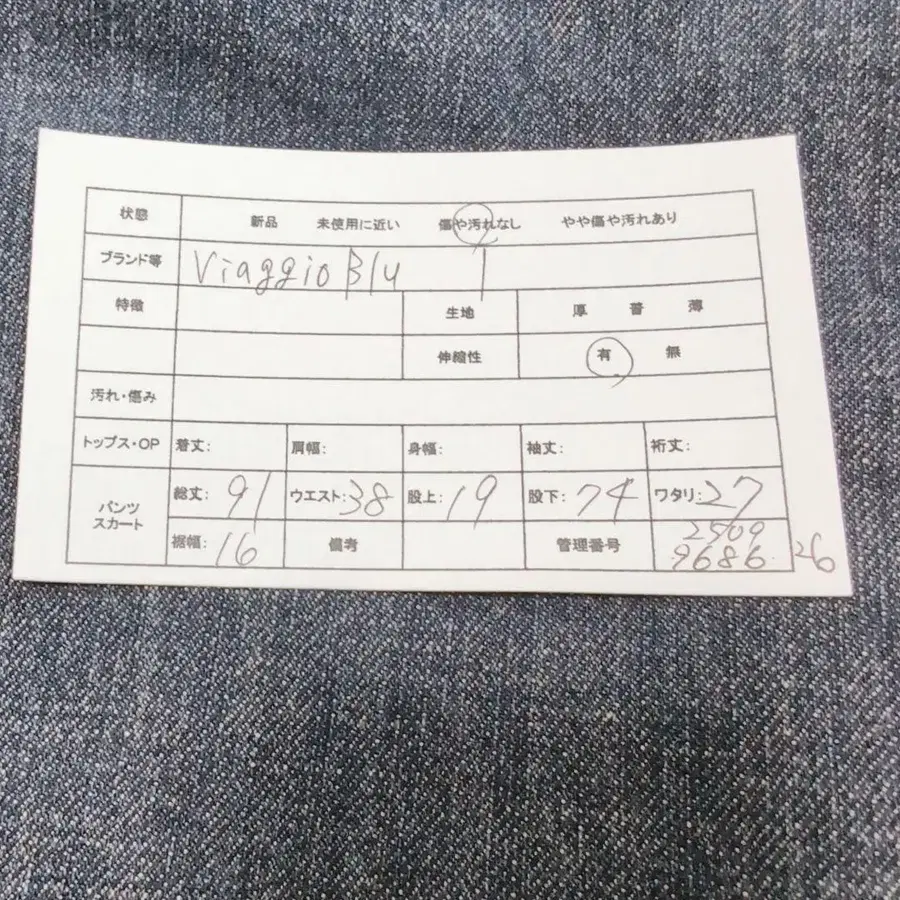 状態 新品 未使用に近い 傷や汚れなし やや傷や汚れあり
ブランド等 Viaggio Blu 1
特徴 生地 厚 普 薄
伸縮性 有 無
汚れ・傷み
トップス・OP 着丈: 肩幅: 身幅: 袖丈: 裄丈:
パンツ スカート 総丈: 91 ウエスト: 38 股上: 19 股下: 74 ワタリ: 27
裾幅: 16 備考 管理番号 2509
9686 26